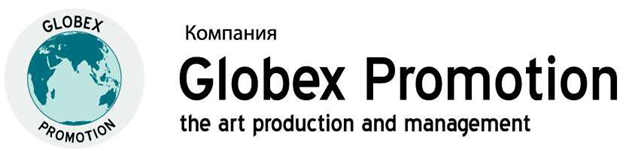 GLOBEX
PROMOTION
Компания
Globex Promotion
the art production and management